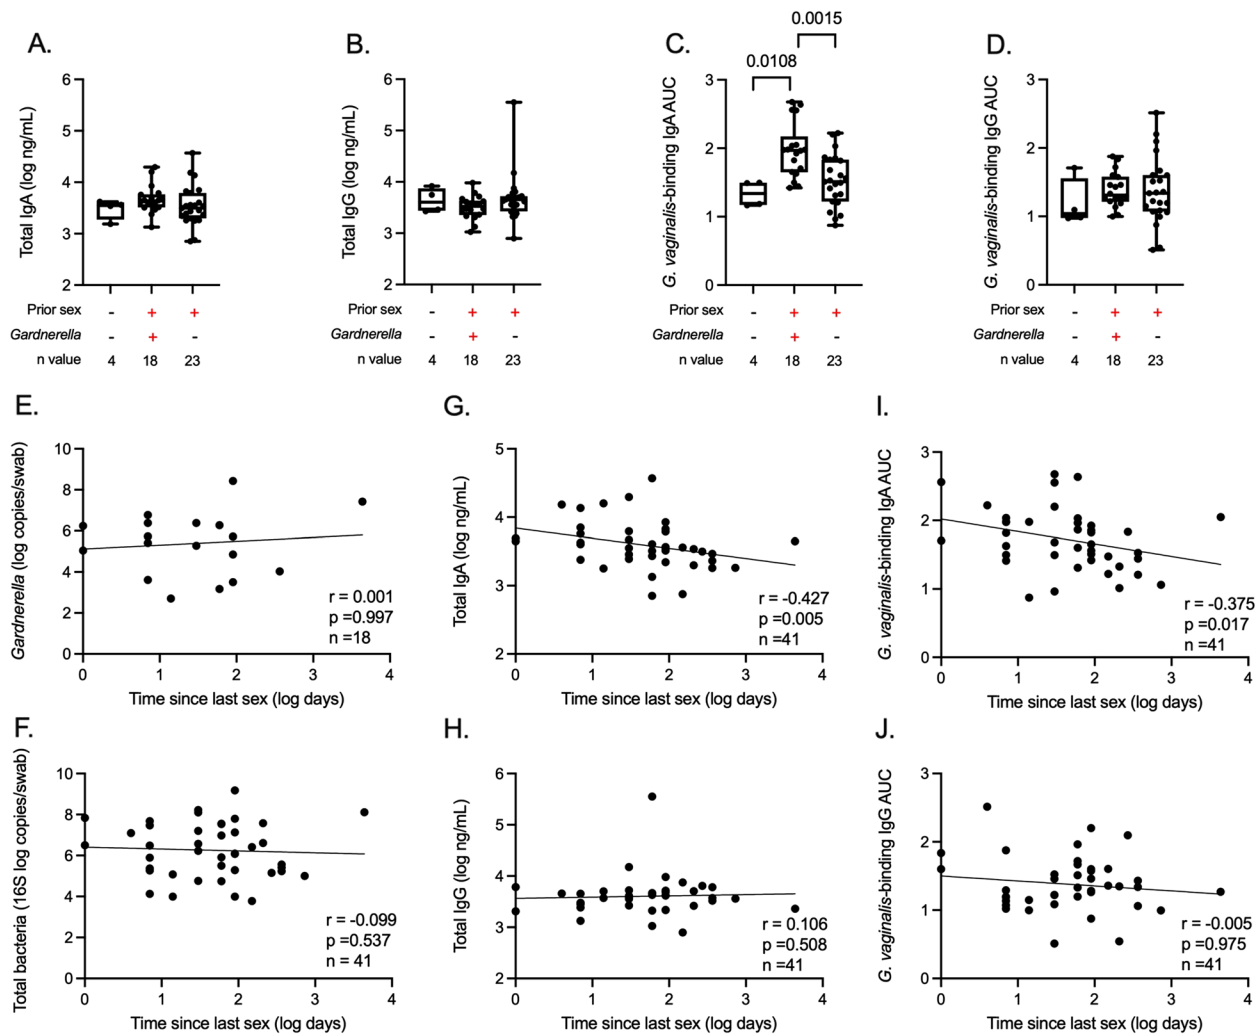 A.
Total IgA (log ng/mL)
6
5
4
3
2
Prior sex - + +
Gardnerella - + -
n value 4 18 23
B.
Total IgG (log ng/mL)
6
5
4
3
2
Prior sex - + +
Gardnerella - + -
n value 4 18 23
C.
G. vaginalis-binding IgA AUC
0.0015
0.0108
3
2
1
0
Prior sex - + +
Gardnerella - + -
n value 4 18 23
D.
G. vaginalis-binding IgG AUC
3
2
1
0
Prior sex - + +
Gardnerella - + -
n value 4 18 23
E.
Gardnerella (log copies/swab)
10
8
6
4
2
0
r = 0.001
p =0.997
n =18
0 1 2 3 4
Time since last sex (log days)
G.
Total IgA (log ng/mL)
5
4
3
2
r = -0.427
p =0.005
n =41
0 1 2 3 4
Time since last sex (log days)
I.
G. vaginalis-binding IgA AUC
3
2
1
0
r = -0.375
p =0.017
n =41
0 1 2 3 4
Time since last sex (log days)
F.
Total bacteria (16S log copies/swab)
10
8
6
4
2
0
r = -0.099
p =0.537
n = 41
0 1 2 3 4
Time since last sex (log days)
H.
Total IgG (log ng/mL)
6
5
4
3
2
r = 0.106
p =0.508
n =41
0 1 2 3 4
Time since last sex (log days)
J.
G. vaginalis-binding IgG AUC
3
2
1
0
r = -0.005
p =0.975
n =41
0 1 2 3 4
Time since last sex (log days)